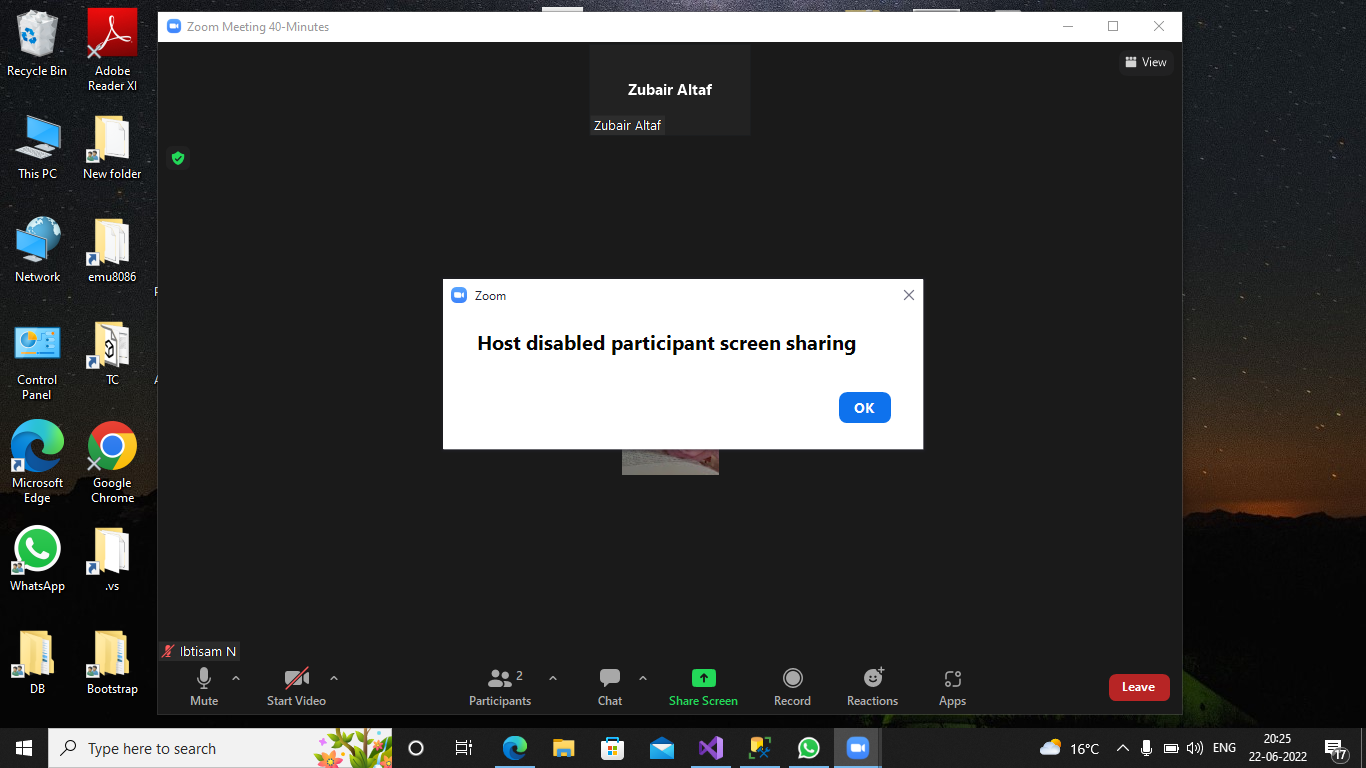 Recycle Bin
Adobe
Reader XI
This PC
New folder
Network
emu8086
Control
Panel
TC
Microsoft
Edge
Google
Chrome
WhatsApp
.vs
DB
Bootstrap
Zoom Meeting 40-Minutes
View
Zubair Altaf
Zubair Altaf
Zoom
Host disabled participant screen sharing
OK
Ibtisam N
Mute
Start Video
2
Participants
Chat
Share Screen
Record
Reactions
Apps
Leave
Type here to search
16°C
ENG
20:25
22-06-2022
17